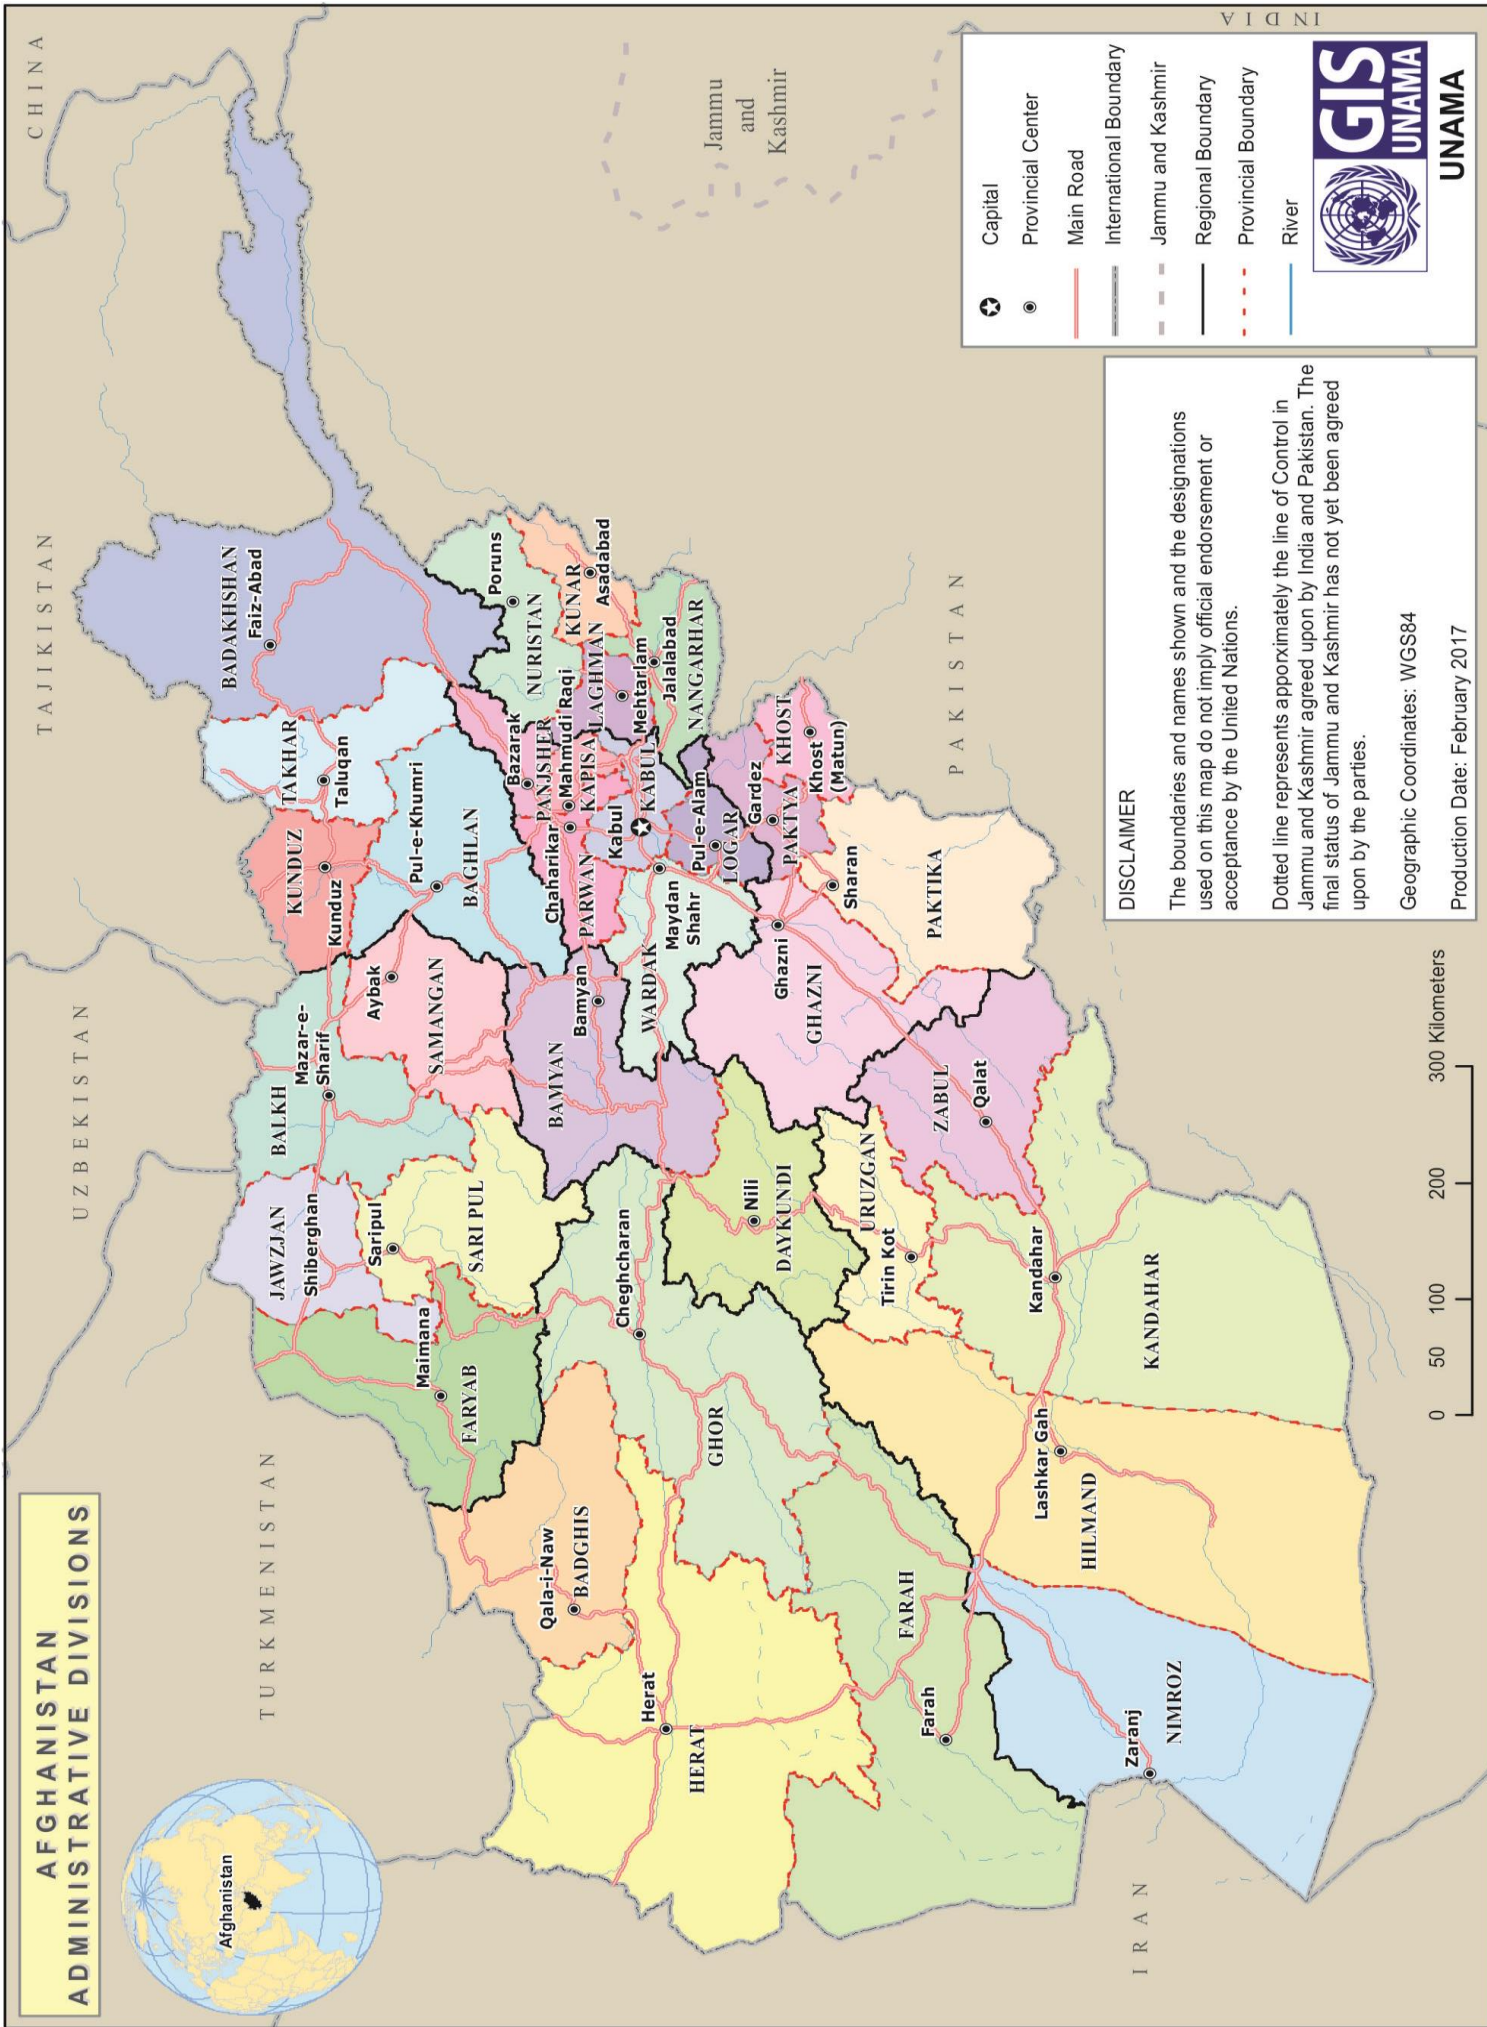 AFGHANISTAN
ADMINISTRATIVE DIVISIONS
Afghanistan
UZBEKISTAN
TAJIKISTAN
CHINA
TURKMENISTAN
IRAN
PAKISTAN
INDIA
Jammu
and
Kashmir
BADAKHSHAN
Faiz-Abad
TAKHAR
Taluqan
KUNDUZ
Kunduz
BALKH
Mazar-e-
Sharif
JAWZJAN
Shiberghan
Saripul
SARI PUL
Aybak
SAMANGAN
Pul-e-Khumri
BAGHLAN
Maimana
FARYAB
Qala-i-Naw
BADGHIS
Herat
HERAT
Cheghcharan
GHOR
Bamyan
BAMYAN
Bazarak
PANJSHER
Chaharikar
PARWAN
Mahmudi Raqi
KAPISA
Poruns
NURISTAN
KUNAR
Asadabad
LAGHMAN
Mehtarlam
Jalalabad
NANGARHAR
Kabul
KABUL
WARDAK
Maydan
Shahr
Pul-e-Alam
LOGAR
Gardez
PAKTYA
KHOST
Khost
(Matun)
Ghazni
GHAZNI
Sharan
PAKTIKA
Nili
DAYKUNDI
URUZGAN
Tirin Kot
ZABUL
Qalat
Kandahar
KANDAHAR
Lashkar Gah
HILMAND
FARAH
Farah
Zaranj
NIMROZ
0 50 100 200 300 Kilometers
DISCLAIMER
The boundaries and names shown and the designations
used on this map do not imply official endorsement or
acceptance by the United Nations.
Dotted line represents apporximately the line of Control in
Jammu and Kashmir agreed upon by India and Pakistan. The
final status of Jammu and Kashmir has not yet been agreed
upon by the parties.
Geographic Coordinates: WGS84
Production Date: February 2017
Capital
Provincial Center
Main Road
International Boundary
Jammu and Kashmir
Regional Boundary
Provincial Boundary
River
GIS
UNAMA
UNAMA